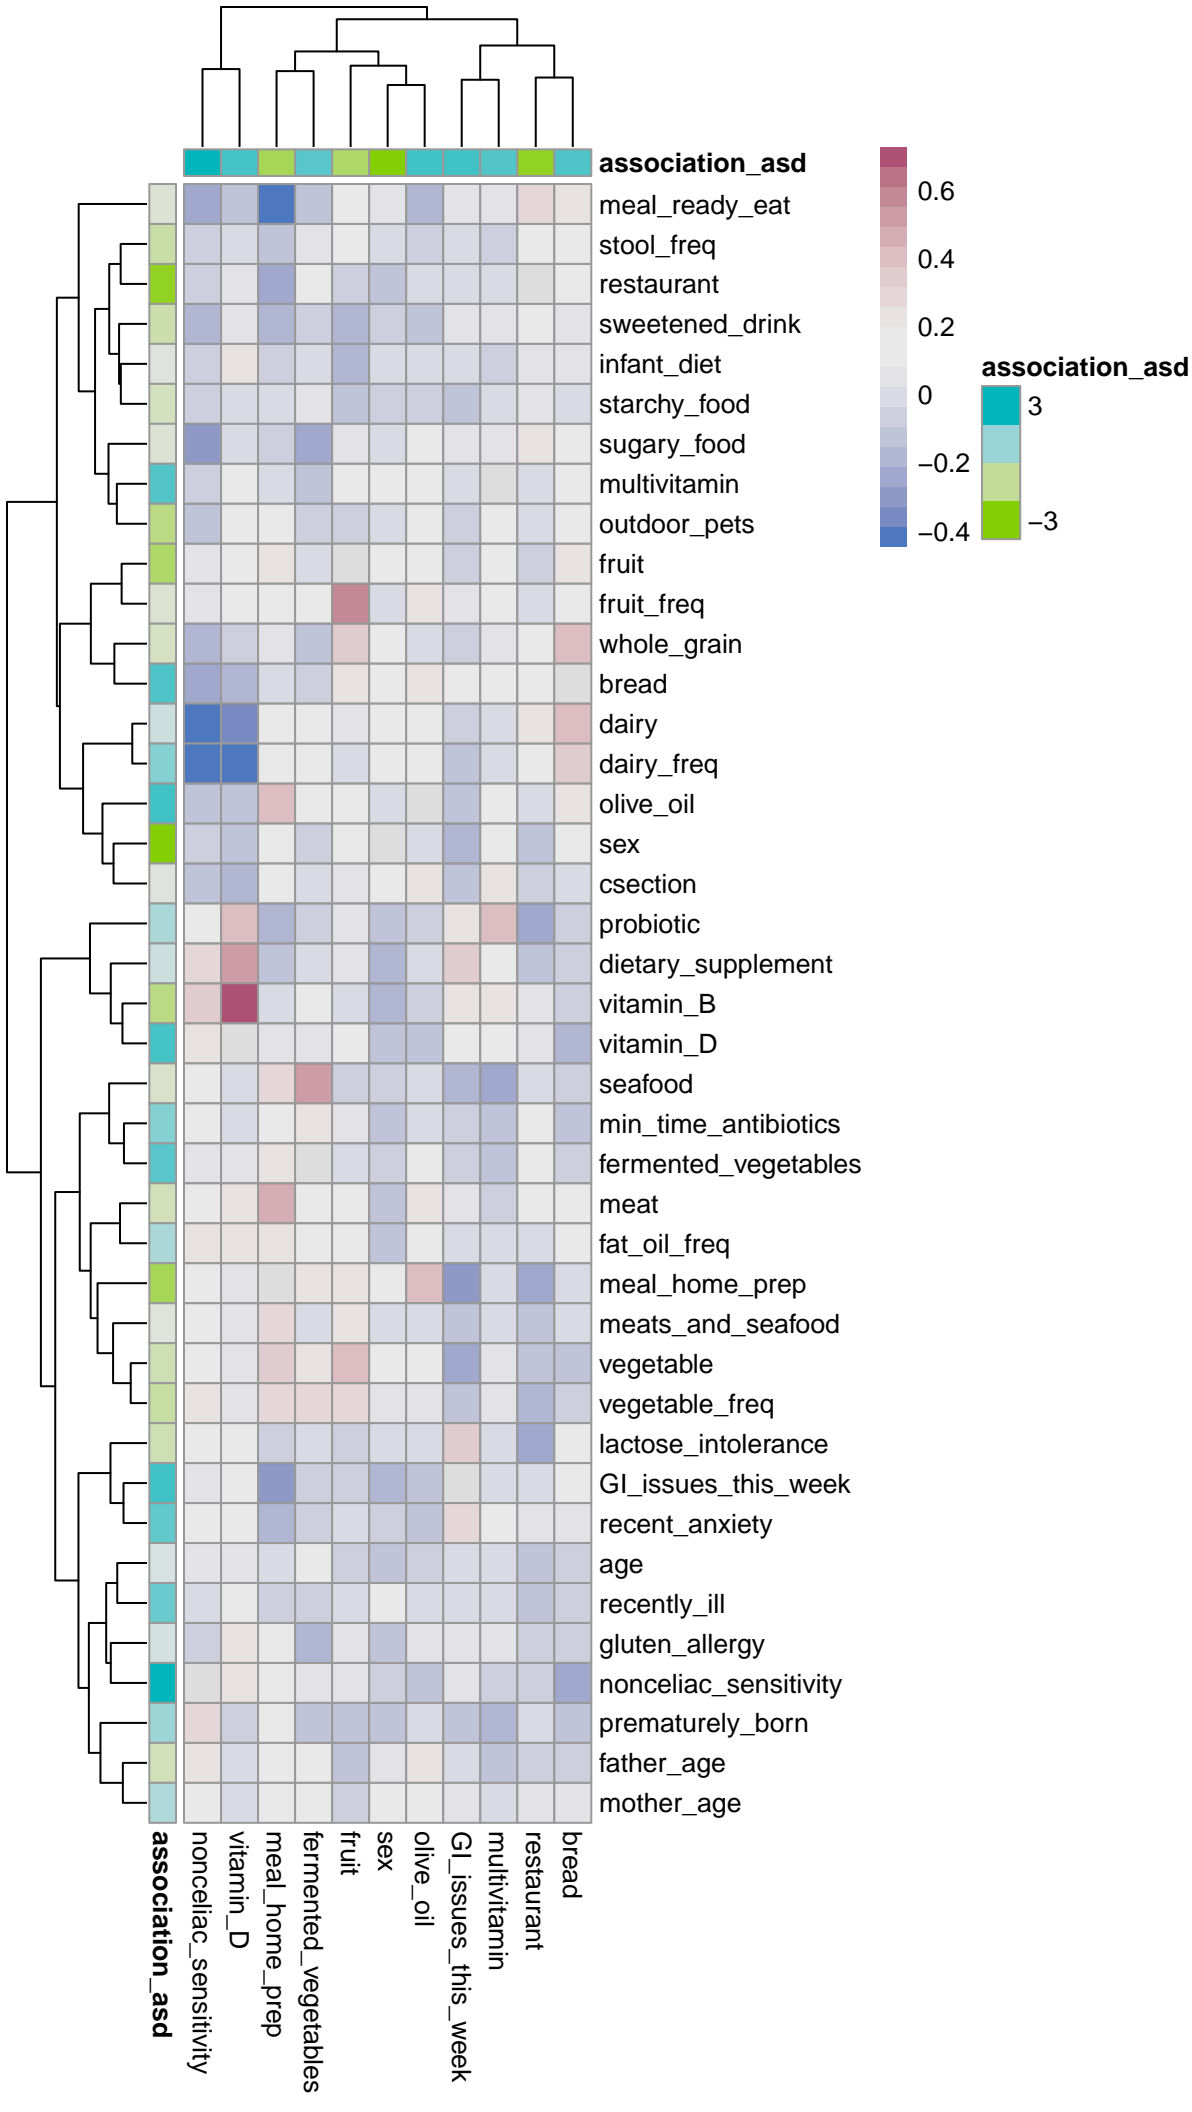 association_asd
meal_ready_eat
stool_freq
restaurant
sweetened_drink
infant_diet
starchy_food
sugary_food
multivitamin
outdoor_pets
fruit
fruit_freq
whole_grain
bread
dairy
dairy_freq
olive_oil
sex
csection
probiotic
dietary_supplement
vitamin_B
vitamin_D
seafood
min_time_antibiotics
fermented_vegetables
meat
fat_oil_freq
meal_home_prep
meats_and_seafood
vegetable
vegetable_freq
lactose_intolerance
GI_issues_this_week
recent_anxiety
age
recently_ill
gluten_allergy
nonceliac_sensitivity
prematurely_born
father_age
mother_age
association_asd
nonceliac_sensitivity
vitamin_D
meal_home_prep
fermented_vegetables
fruit
sex
olive_oil
GI_issues_this_week
multivitamin
restaurant
bread
0.6
0.4
0.2
0
−0.2
−0.4
association_asd
3
−3